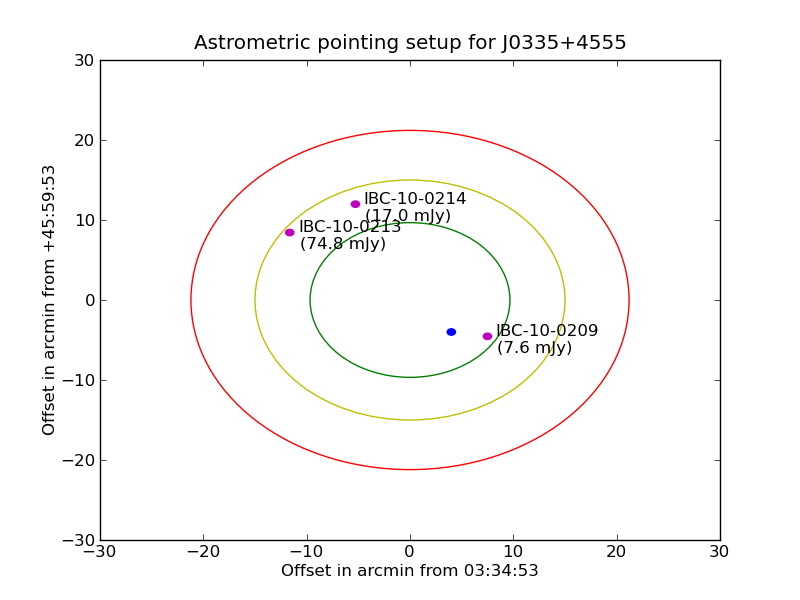 Astrometric pointing setup for J0335+4555
30
20
10
0
−10
−20
−30
Offset in arcmin from +45:59:53
IBC-10-0214
(17.0 mJy)
IBC-10-0213
(74.8 mJy)
IBC-10-0209
(7.6 mJy)
−30 −20 −10 0 10 20 30
Offset in arcmin from 03:34:53